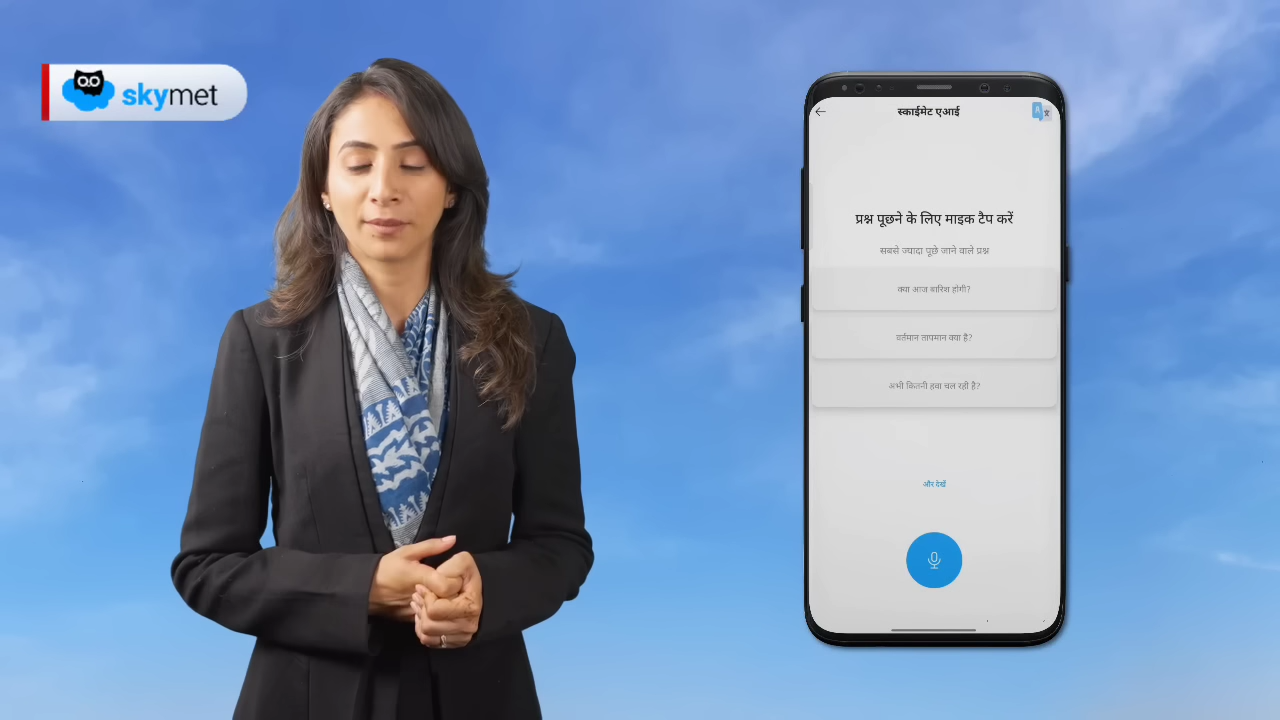 skymet
स्काईमेट एआई
प्रश्न पूछने के लिए माइक टैप करें
सबसे ज्यादा पूछे जाने वाले प्रश्न
क्या आज बारिश होगी?
वर्तमान तापमान क्या है?
अभी कितनी हवा चल रही है?
और देखें